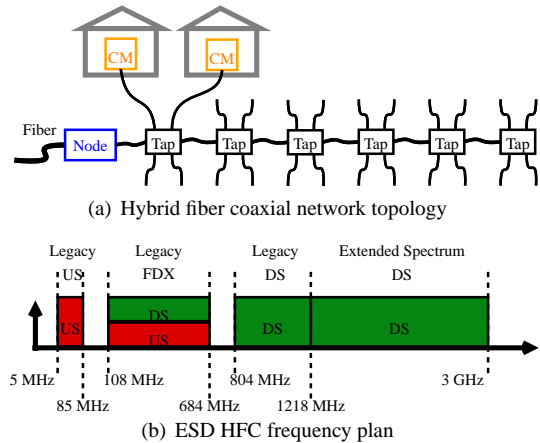 CM CM
Fiber
Node Tap Tap Tap Tap Tap Tap
(a) Hybrid fiber coaxial network topology
Legacy Legacy Legacy Extended Spectrum
US FDX DS DS
DS
US US DS DS
5 MHz 108 MHz 804 MHz 3 GHz
85 MHz 684 MHz 1218 MHz
(b) ESD HFC frequency plan